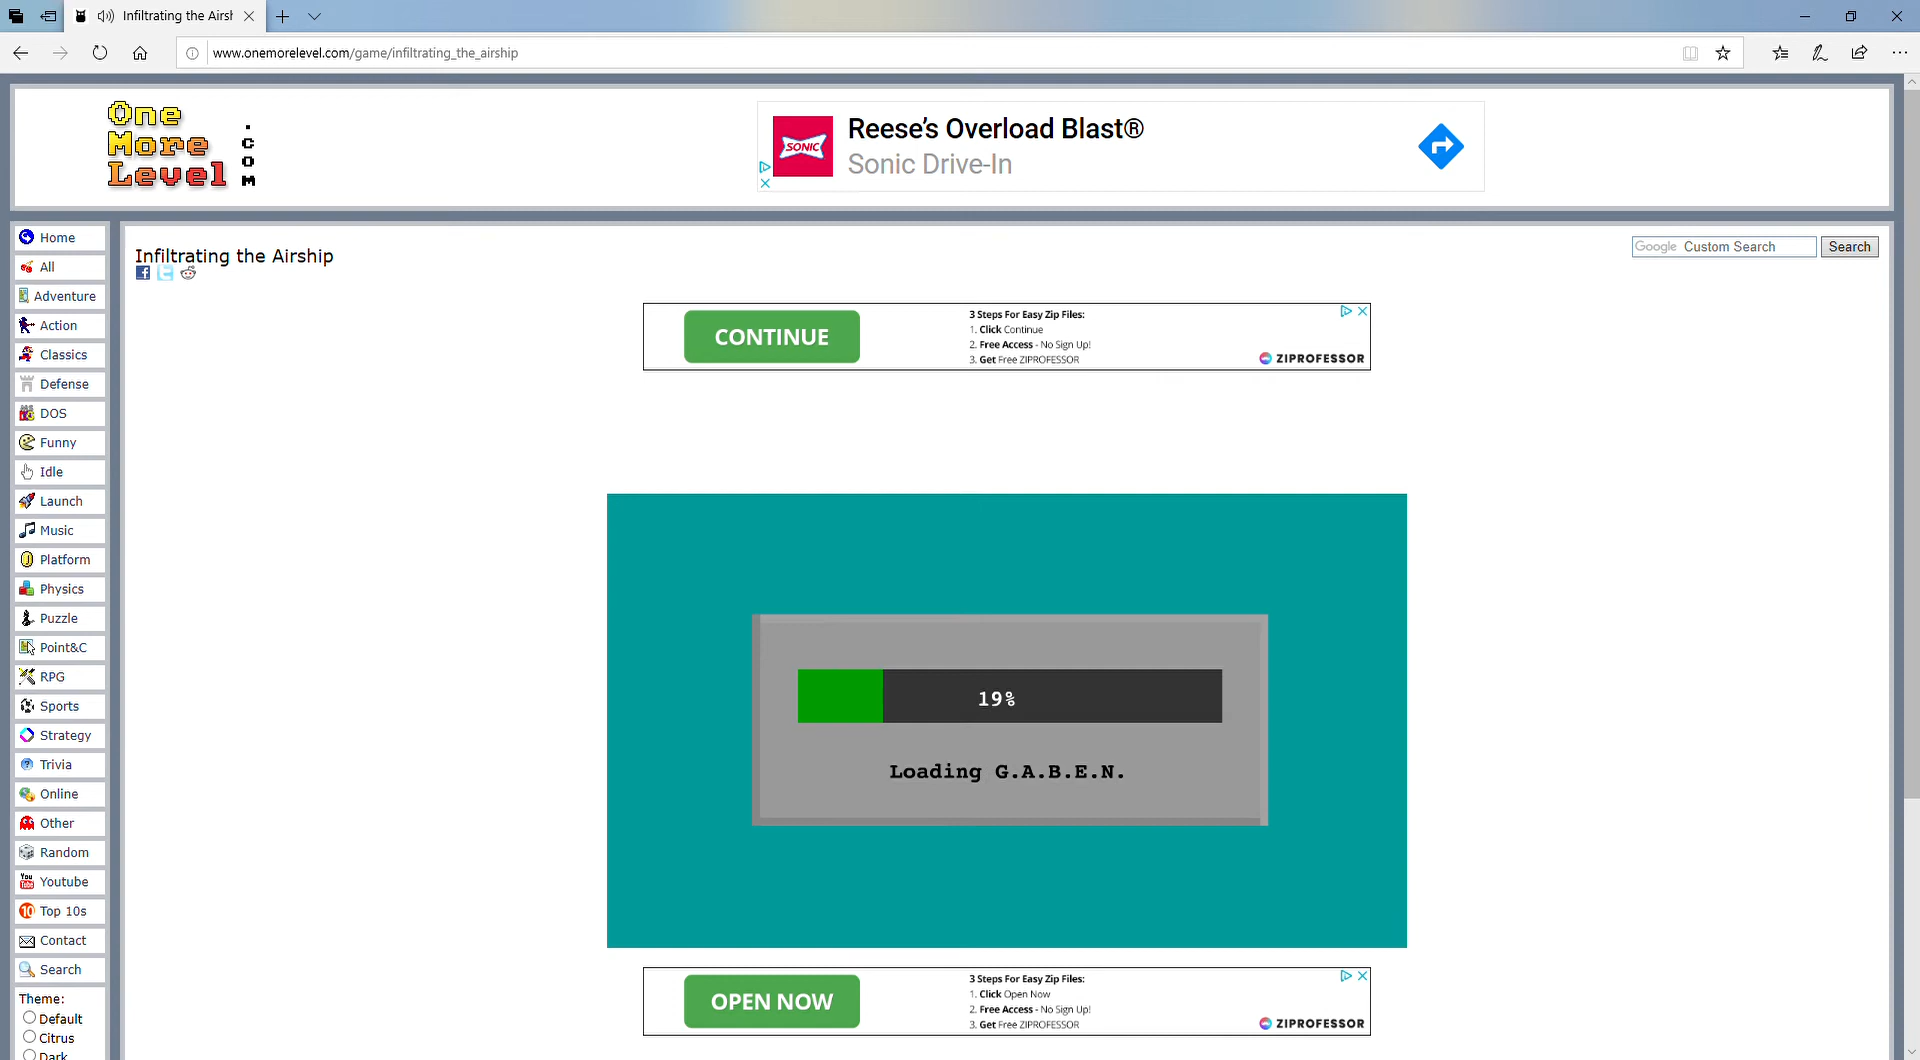 Infiltrating the Airsh
www.onemorelevel.com/game/infiltrating_the_airship
One
More
Level
.com
SONIC
Reese's Overload Blast®
Sonic Drive-In
Infiltrating the Airship
Google Custom Search
Search
Home
All
Adventure
Action
Classics
Defense
DOS
Funny
Idle
Launch
Music
Platform
Physics
Puzzle
Point&C
RPG
Sports
Strategy
Trivia
Online
Other
Random
You
Tube
Youtube
10
Top 10s
Contact
Search
Theme:
Default
Citrus
Dark
CONTINUE
3 Steps For Easy Zip Files:
1. Click Continue
2. Free Access - No Sign Up!
3. Get Free ZIPROFESSOR
ZIPROFESSOR
19%
Loading G.A.B.E.N.
OPEN NOW
3 Steps For Easy Zip Files:
1. Click Open Now
2. Free Access - No Sign Up!
3. Get Free ZIPROFESSOR
ZIPROFESSOR